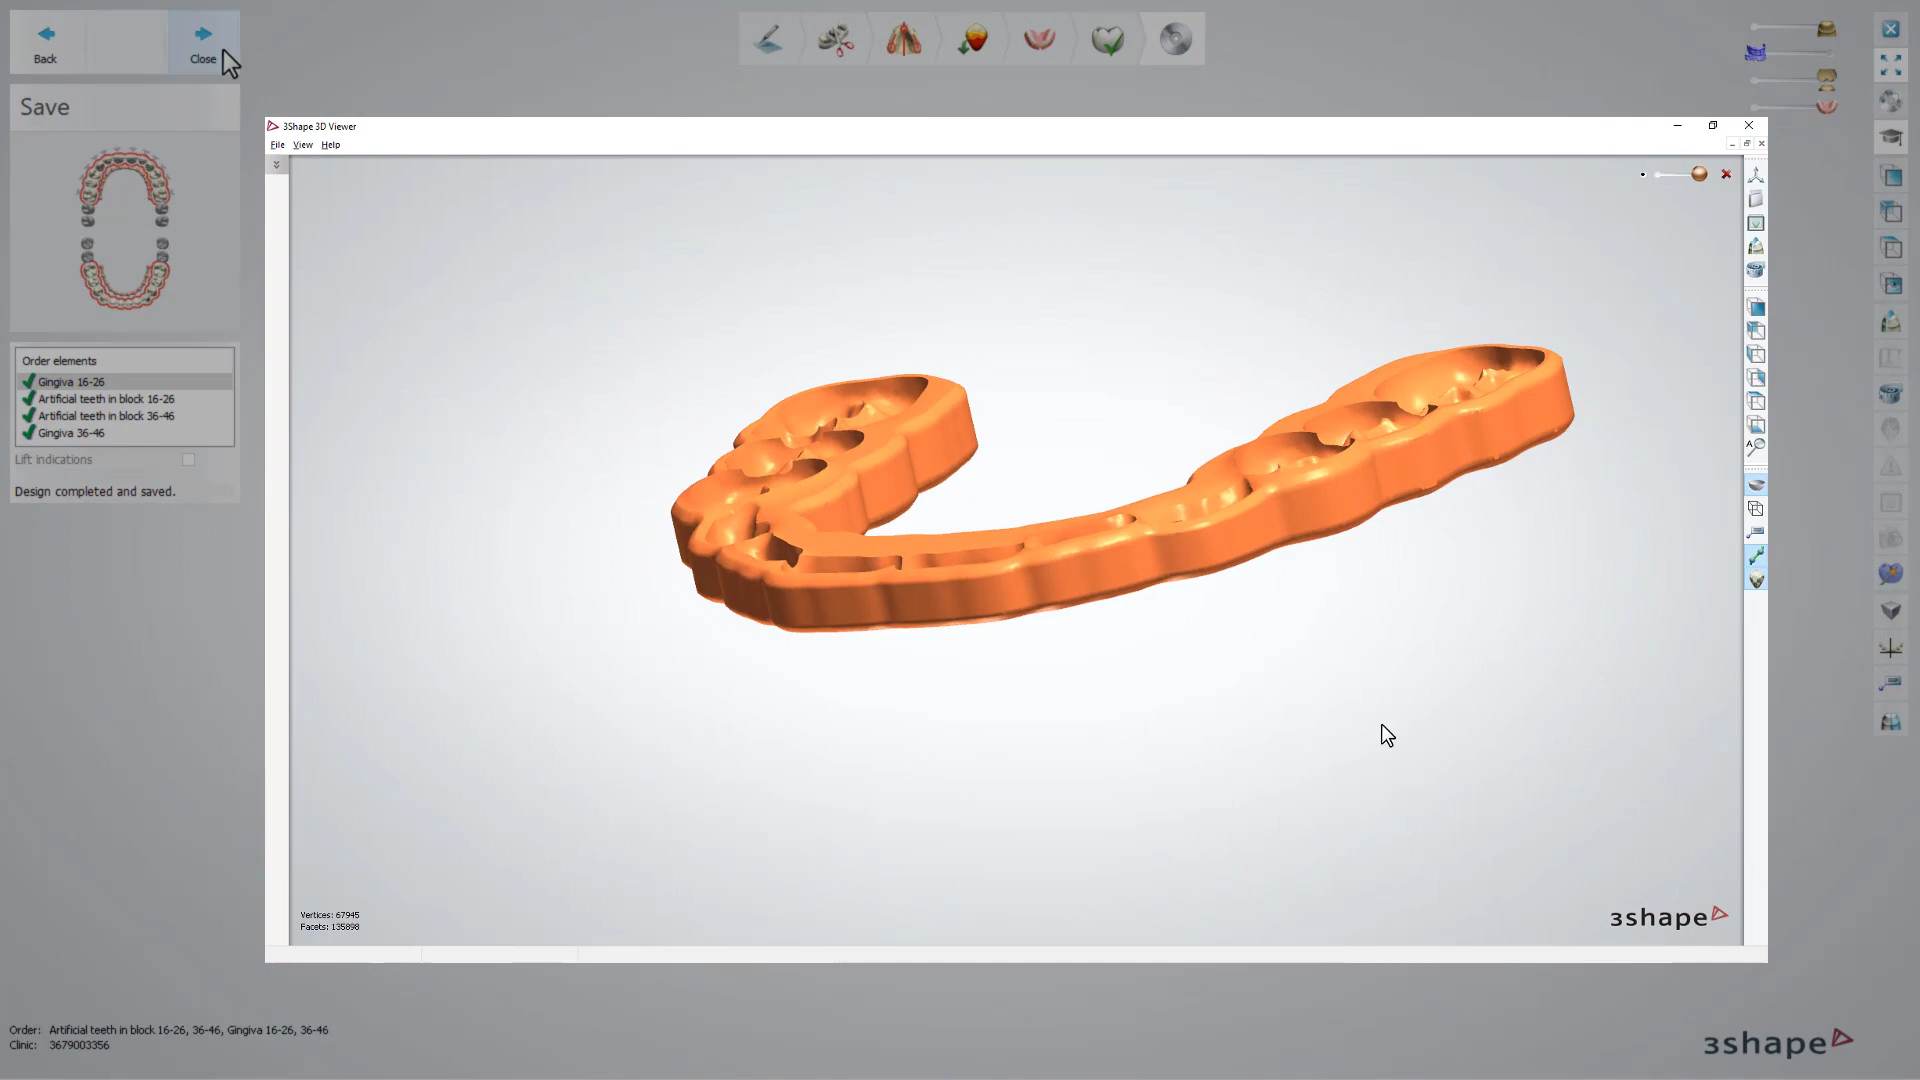 Back
Close
Save
Order elements
Gingiva 16-26
Artificial teeth in block 16-26
Artificial teeth in block 36-46
Gingiva 36-46
Lift indications
Design completed and saved.
3Shape 3D Viewer
File View Help
A
Vertices: 67945
Facets: 135898
3shape
Order: Artificial teeth in block 16-26, 36-46, Gingiva 16-26, 36-46
Clinic: 3679003356
3shape